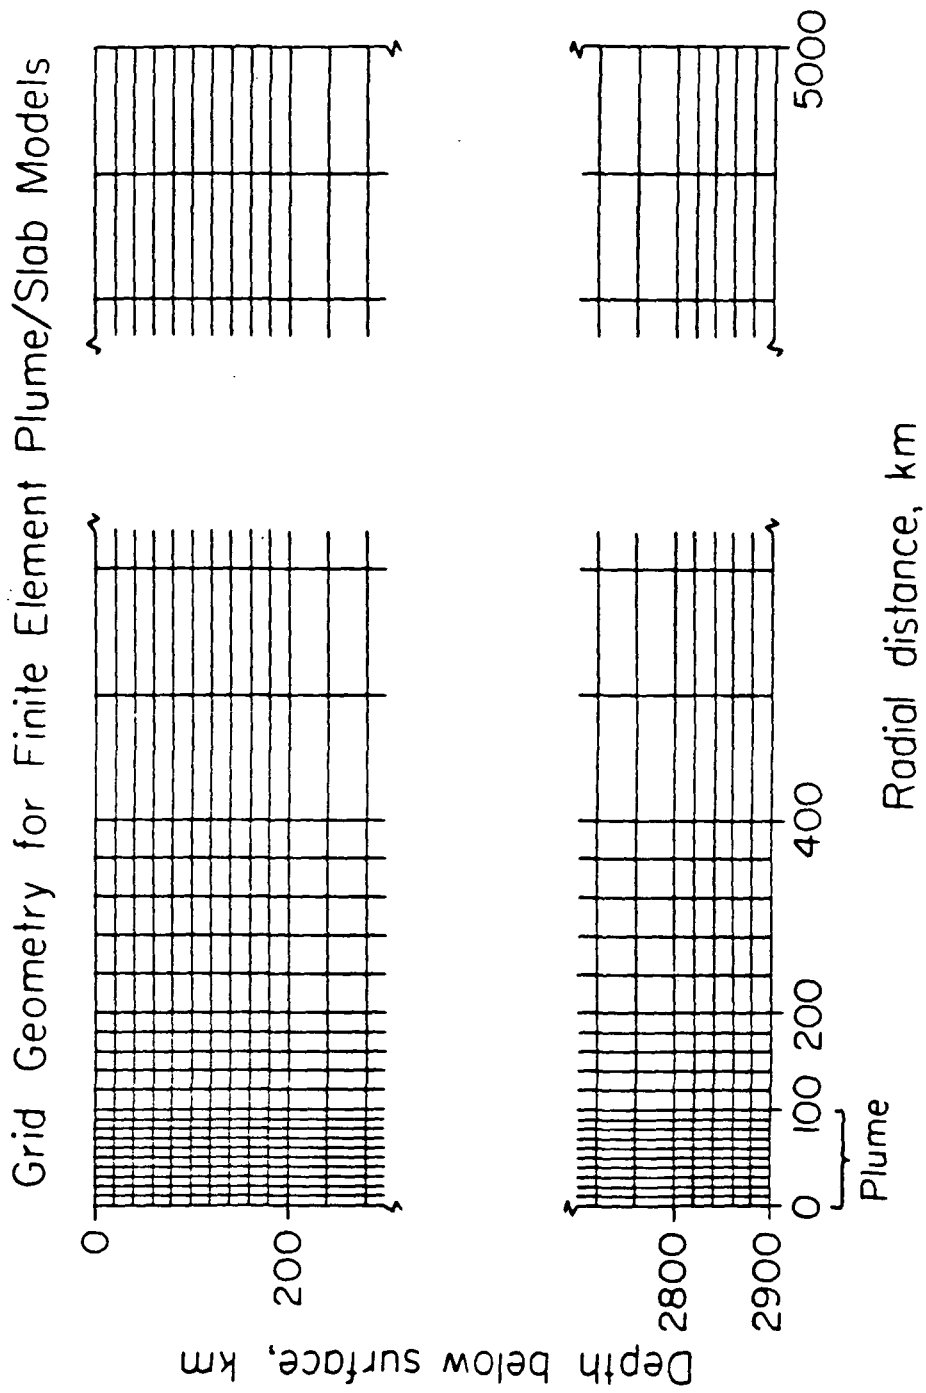 Grid Geometry for Finite Element Plume/Slab Models
0
200
2800
2900
Depth below surface, km
0
100
200
400
5000
Plume
Radial distance, km